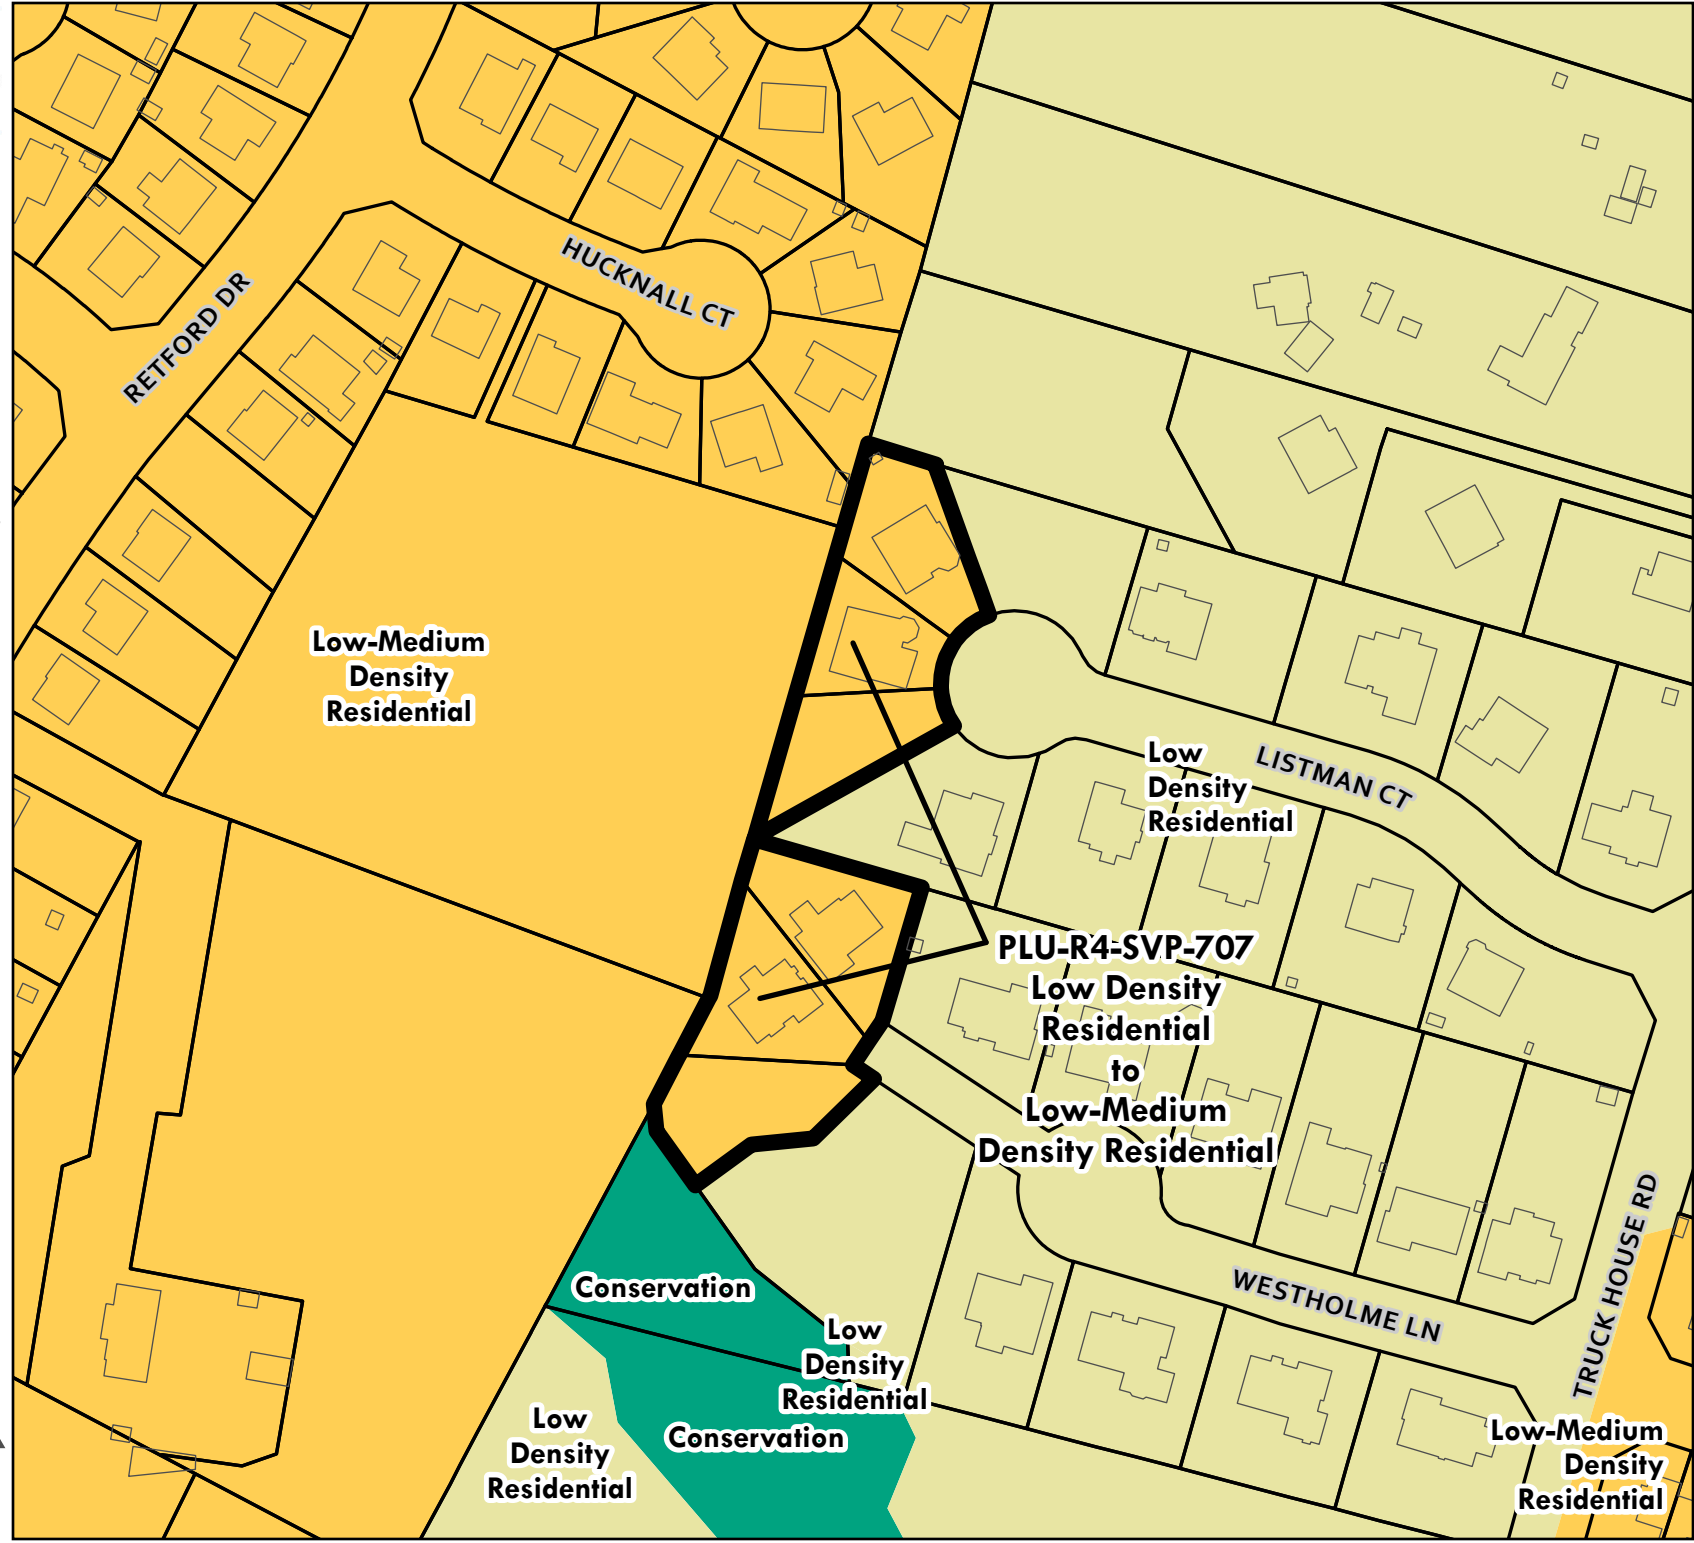 HUCKNALL CT
RETFORD DR
Low-Medium
Density
Residential
Low
Density
Residential
LISTMAN CT
PLU-R4-SVP-707
Low Density
Residential
to
Low-Medium
Density Residential
TRUCK HOUSE RD
WESTHOLME LN
Conservation
Low
Density
Residential
Conservation
Low
Density
Residential
Low-Medium
Density
Residential